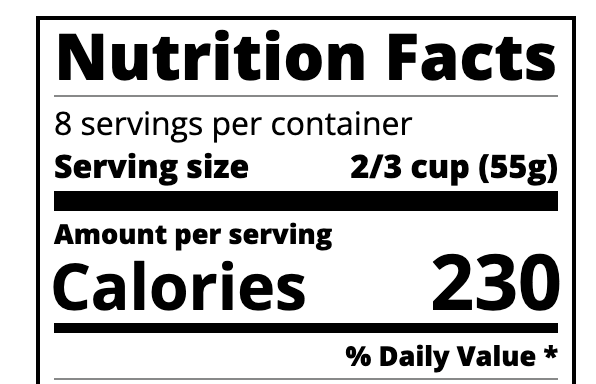 Nutrition Facts
8 servings per container
Serving size 2/3 cup (55g)
Amount per serving
Calories 230
% Daily Value *